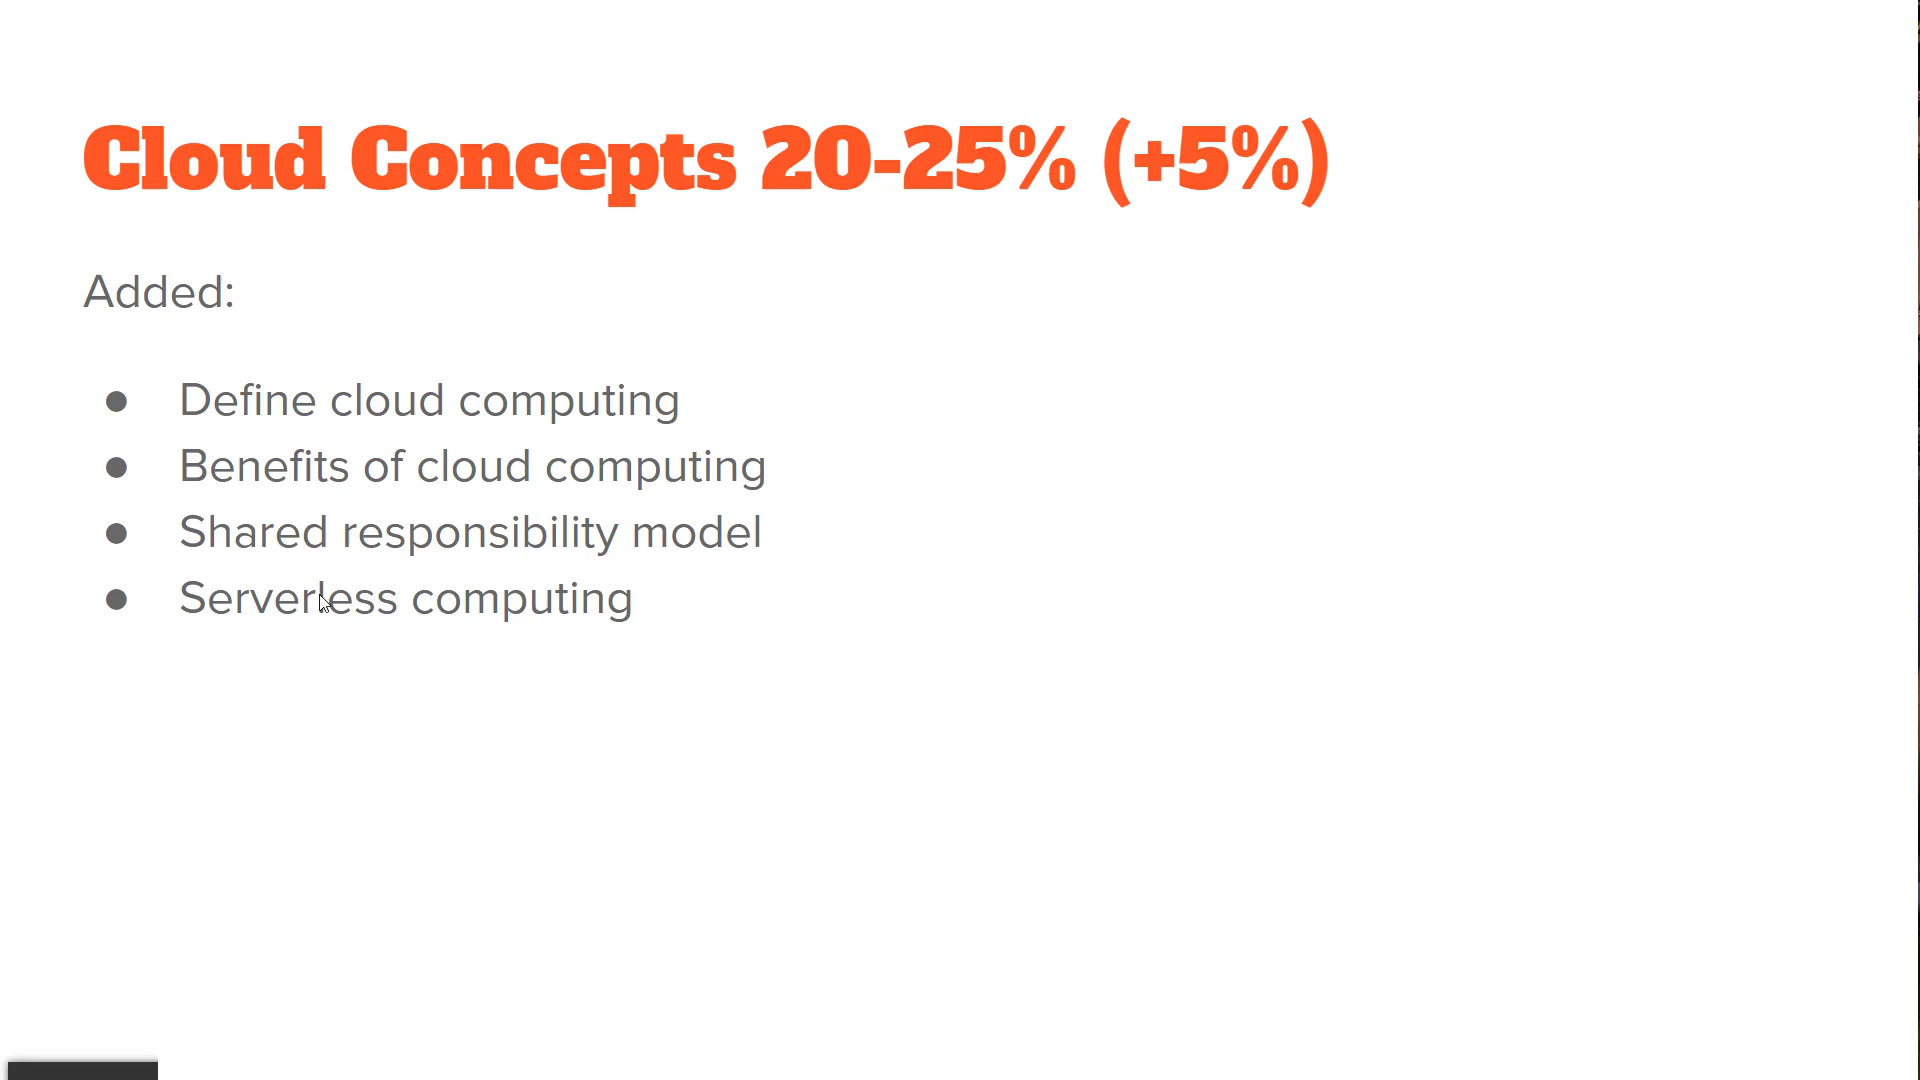 Cloud Concepts 20-25% (+5%)
Added:
● Define cloud computing
● Benefits of cloud computing
● Shared responsibility model
● Serverless computing